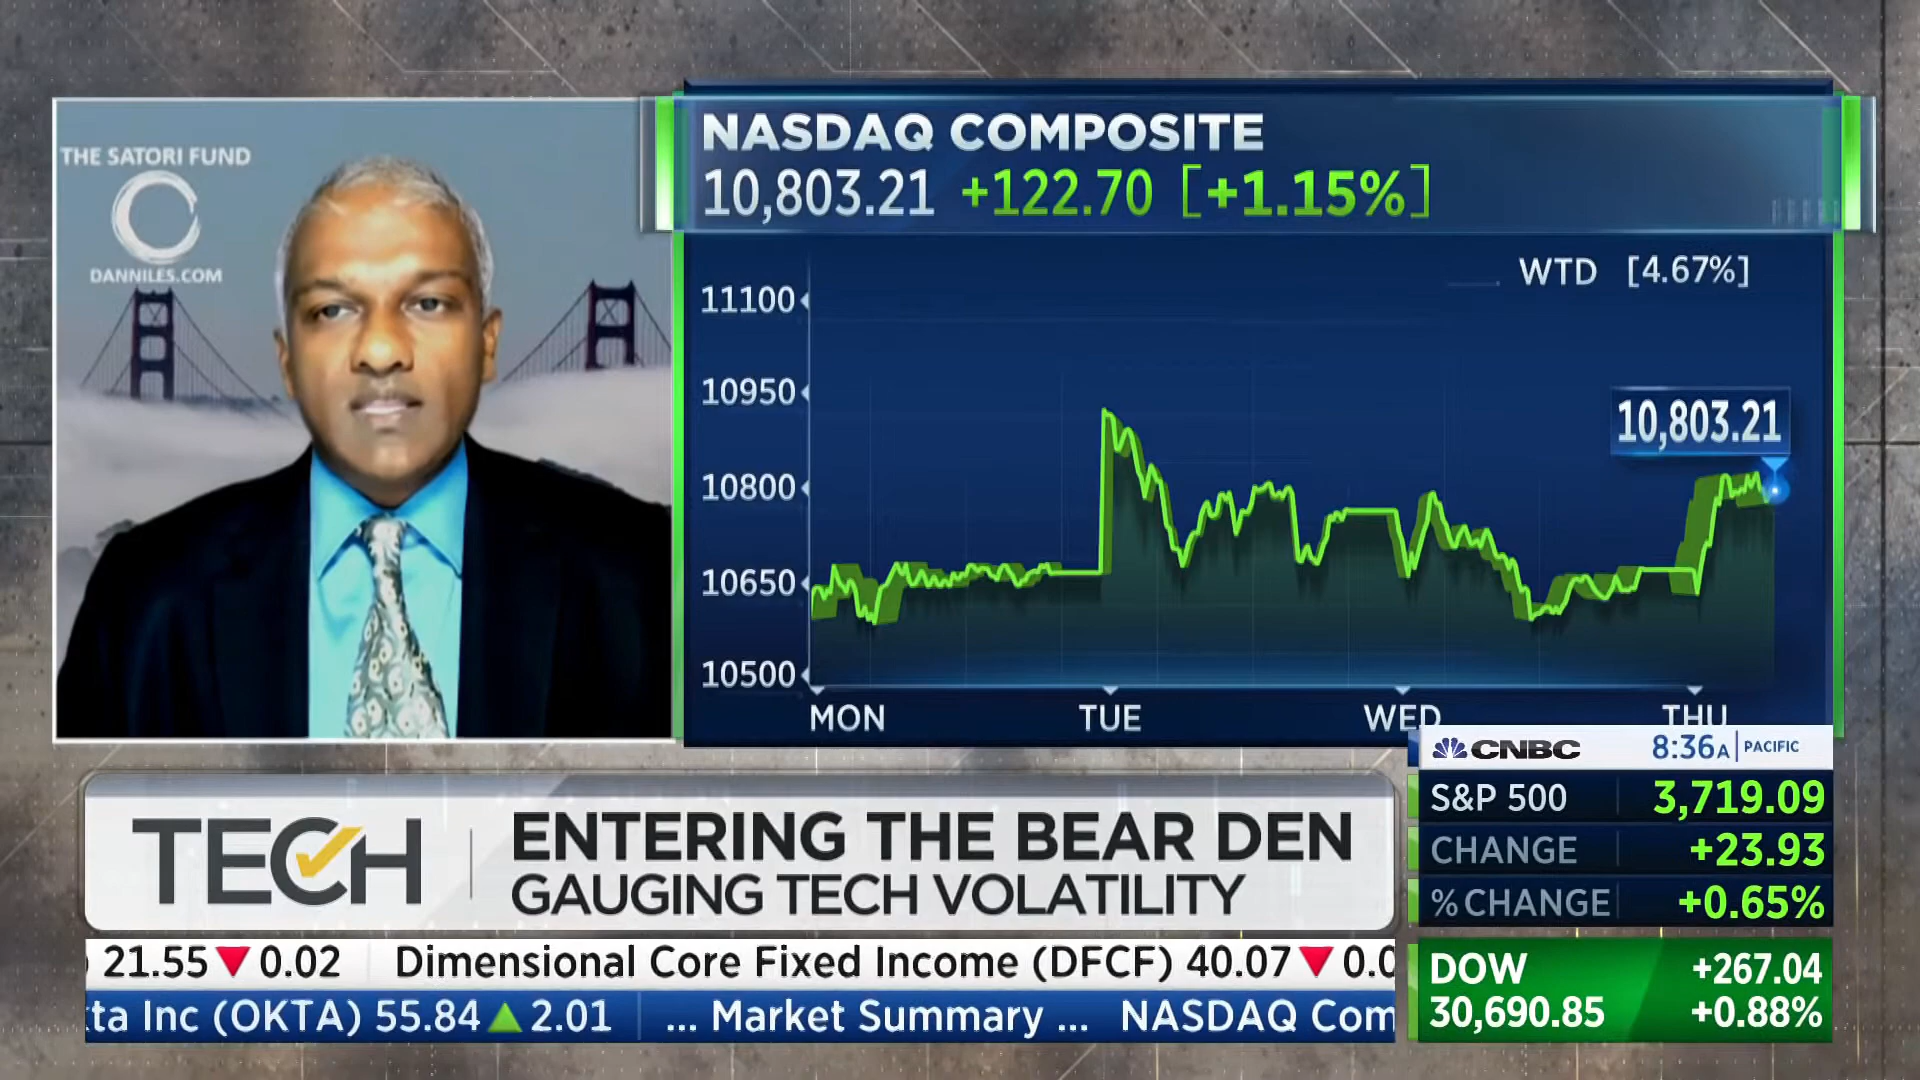 THE SATORI FUND
DANNILES.COM
NASDAQ COMPOSITE
10,803.21 +122.70 [+1.15%]
WTD [4.67%]
11100
10950
10800
10650
10500
10,803.21
MON TUE WED THU
CNBC 8:36A PACIFIC
S&P 500 3,719.09
CHANGE +23.93
% CHANGE +0.65%
DOW +267.04
30,690.85 +0.88%
TECH
ENTERING THE BEAR DEN
GAUGING TECH VOLATILITY
21.55 ▼ 0.02 Dimensional Core Fixed Income (DFCF) 40.07 ▼ 0.0
ta Inc (OKTA) 55.84 ▲ 2.01 ... Market Summary ... NASDAQ Com